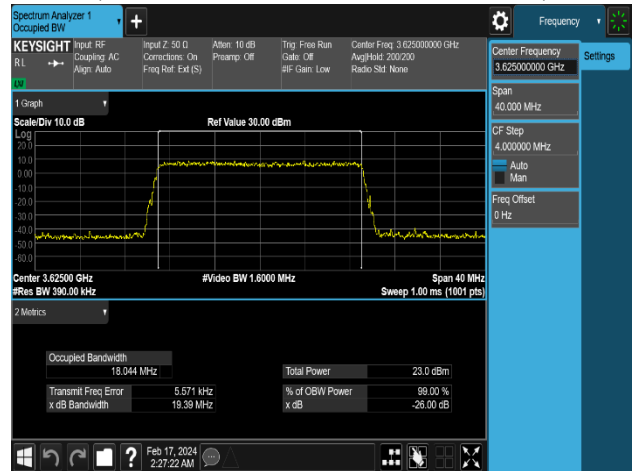 Spectrum Analyzer 1
Occupied BW
Frequency
KEYSIGHT
Input: RF
Coupling: AC
Align: Auto
Input Z: 50 Ω
Corrections: On
Freq Ref: Ext (S)
Atten: 10 dB
Preamp: Off
Trig: Free Run
Gate: Off
#IF Gain: Low
Center Freq: 3.625000000 GHz
Avg|Hold: 200/200
Radio Std: None
RL
LM
Center Frequency
3.625000000 GHz
Settings
Span
40.000 MHz
CF Step
4.000000 MHz
Auto
Man
Freq Offset
0 Hz
1 Graph
Scale/Div 10.0 dB
Ref Value 30.00 dBm
Log
20.0
10.0
0.00
-10.0
-20.0
-30.0
-40.0
-50.0
-60.0
Center 3.62500 GHz
#Video BW 1.6000 MHz
Span 40 MHz
#Res BW 390.00 kHz
Sweep 1.00 ms (1001 pts)
2 Metrics
Occupied Bandwidth
18.044 MHz
Total Power 23.0 dBm
Transmit Freq Error 5.571 kHz
% of OBW Power 99.00 %
x dB Bandwidth 19.39 MHz
x dB -26.00 dB
?
Feb 17, 2024
2:27:22 AM